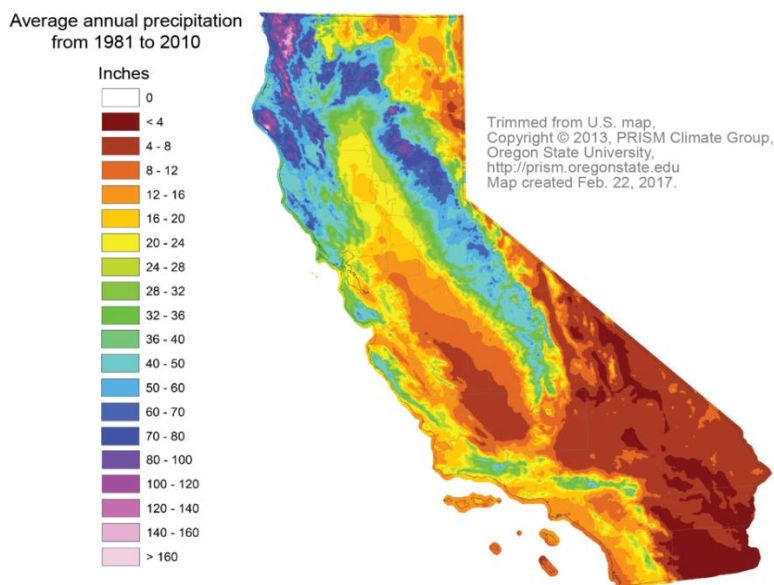 Average annual precipitation
from 1981 to 2010
Inches
0
< 4
4 - 8
8 - 12
12 - 16
16 - 20
20 - 24
24 - 28
28 - 32
32 - 36
36 - 40
40 - 50
50 - 60
60 - 70
70 - 80
80 - 100
100 - 120
120 - 140
140 - 160
> 160
Trimmed from U.S. map,
Copyright © 2013, PRISM Climate Group,
Oregon State University,
http://prism.oregonstate.edu
Map created Feb. 22, 2017.